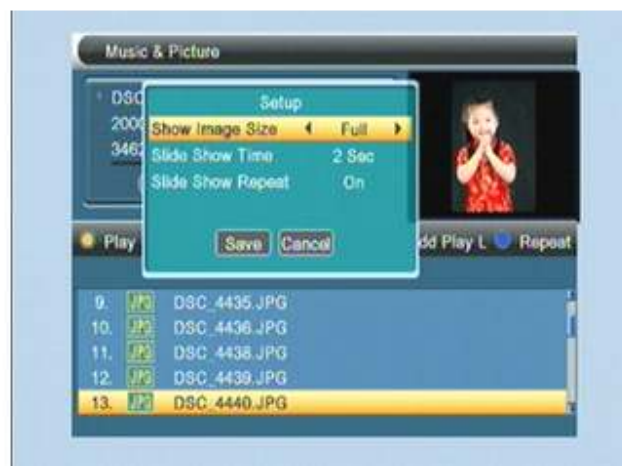 Music & Picture
DSC
200
3462
Setup
Show Image Size Full
Slide Show Time 2 Sec
Slide Show Repeat On
Save Cancel
Play dd Play L Repeat
9. JPG DSC_4435.JPG
10. JPG DSC_4436.JPG
11. JPG DSC_4438.JPG
12. JPG DSC_4439.JPG
13. JPG DSC_4440.JPG